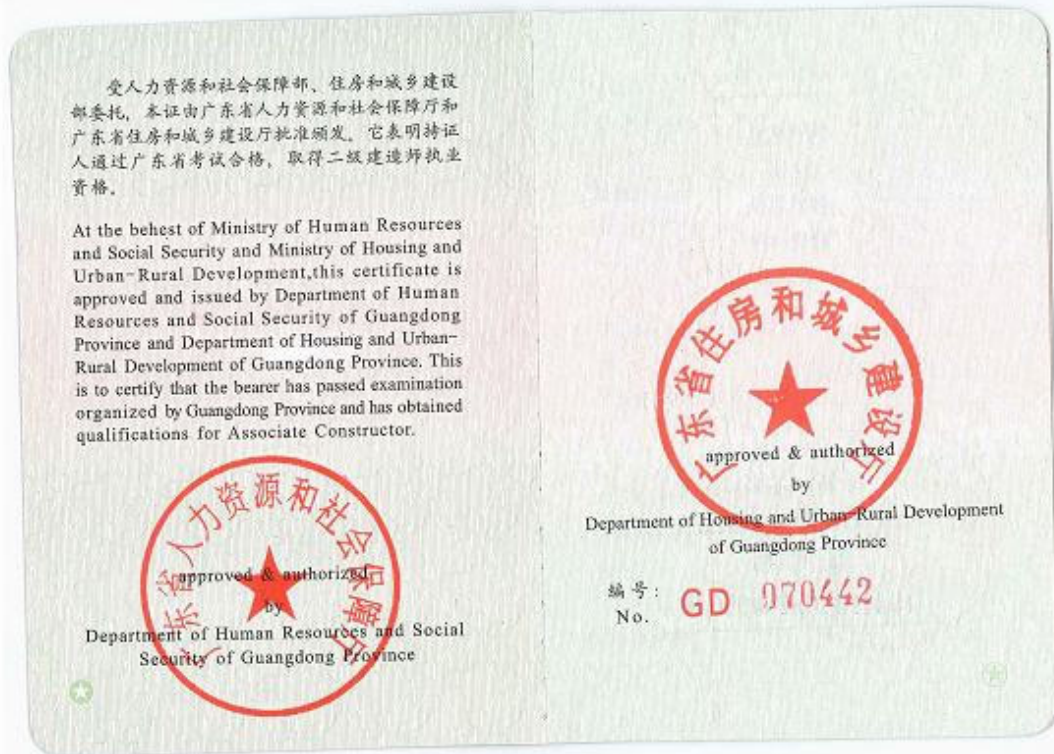 受人力资源和社会保障部、住房和城乡建设
部委托，本证由广东省人力资源和社会保障厅和
广东省住房和城乡建设厅批准颁发。它表明持证
人通过广东省考试合格，取得二级建造师执业
资格。
At the behest of Ministry of Human Resources
and Social Security and Ministry of Housing and
Urban-Rural Development,this certificate is
approved and issued by Department of Human
Resources and Social Security of Guangdong
Province and Department of Housing and Urban-
Rural Development of Guangdong Province. This
is to certify that the bearer has passed examination
organized by Guangdong Province and has obtained
qualifications for Associate Constructor.
广东省人力资源和社会保障厅
approved & authorized
by
Department of Human Resources and Social
Security of Guangdong Province
广东省住房和城乡建设厅
approved & authorized
by
Department of Housing and Urban-Rural Development
of Guangdong Province
编号:
No. GD 070442